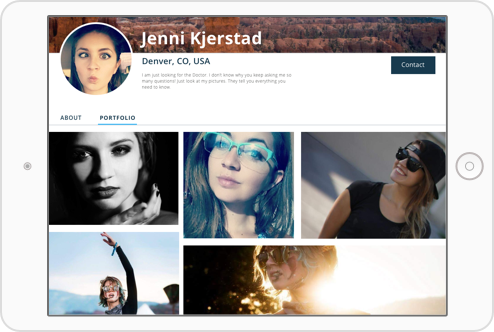 Jenni Kjerstad
Denver, CO, USA
Contact
I am just looking for the Doctor. I don't know why you keep asking me so
many questions! Just look at my pictures. They tell you everything you
need to know.
ABOUT
PORTFOLIO